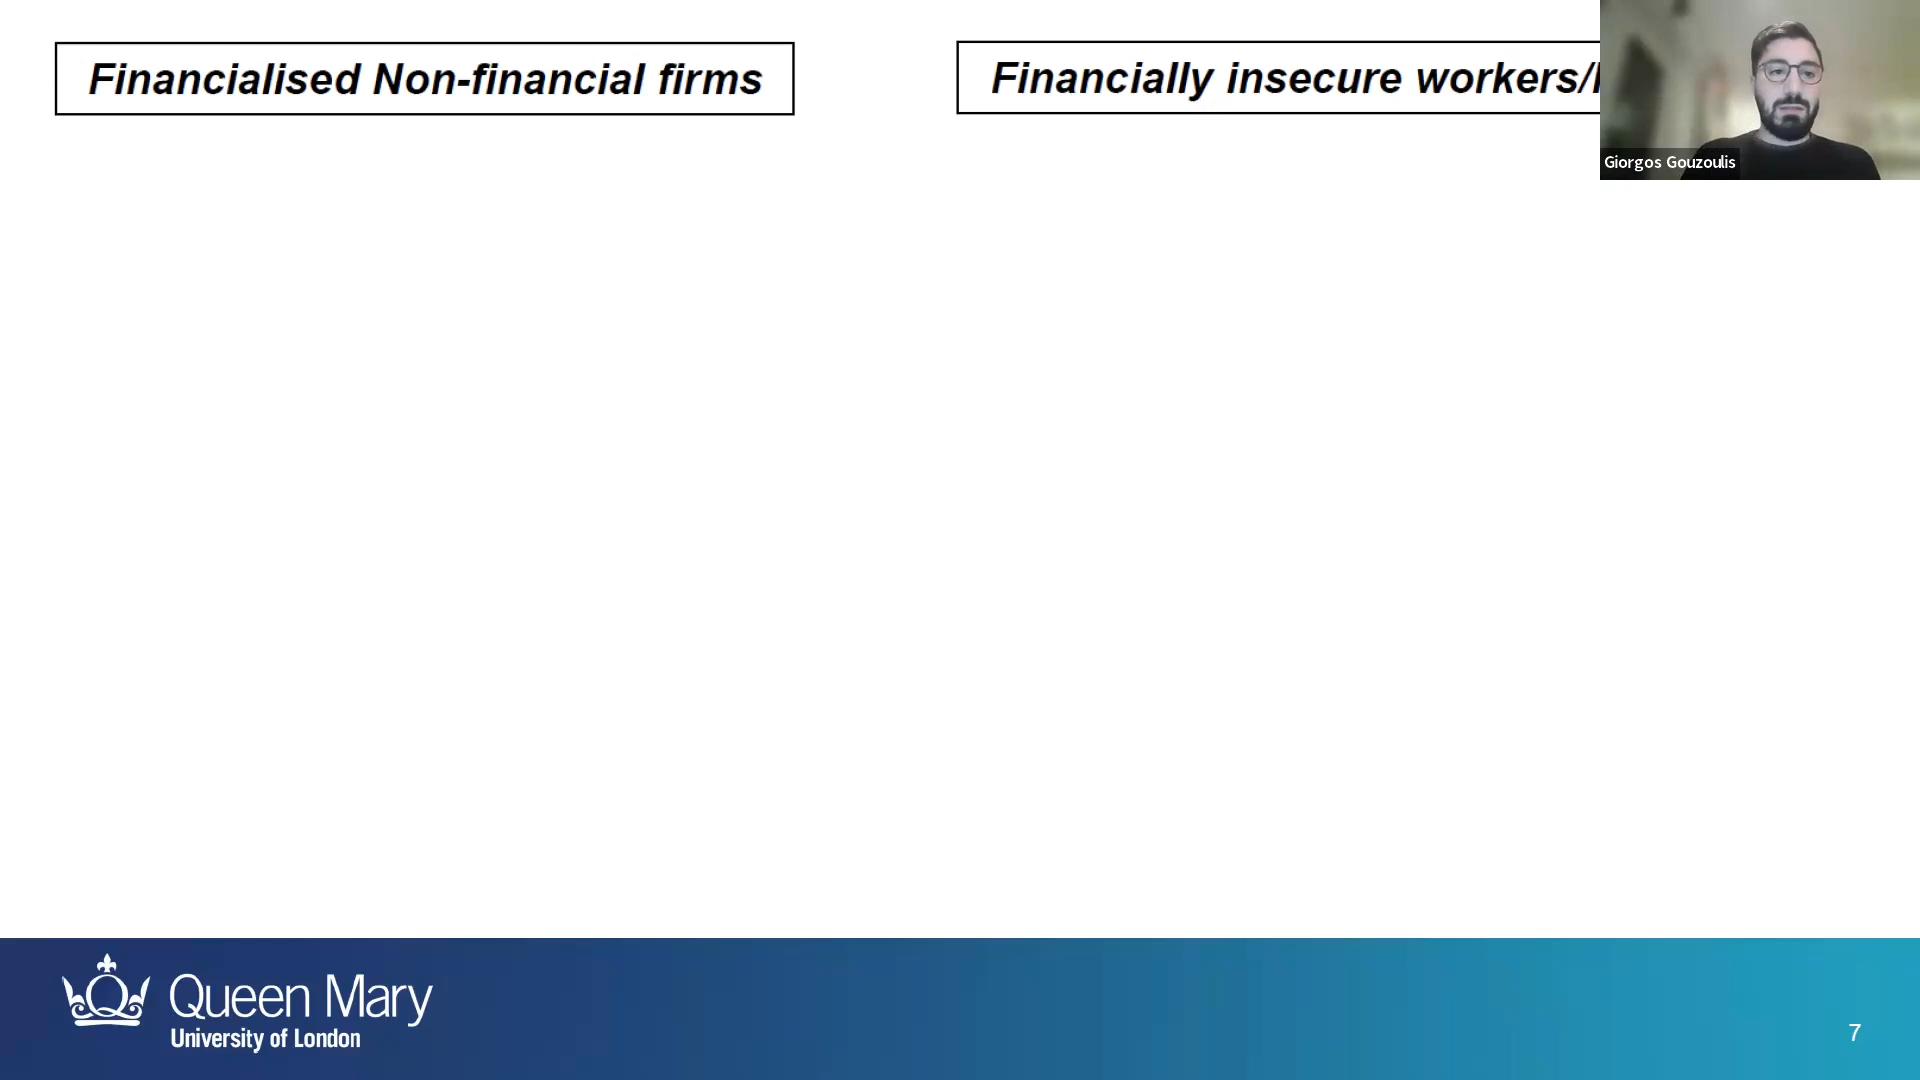 Financialised Non-financial firms
Financially insecure workers/
Giorgos Gouzoulis
Queen Mary
University of London
7